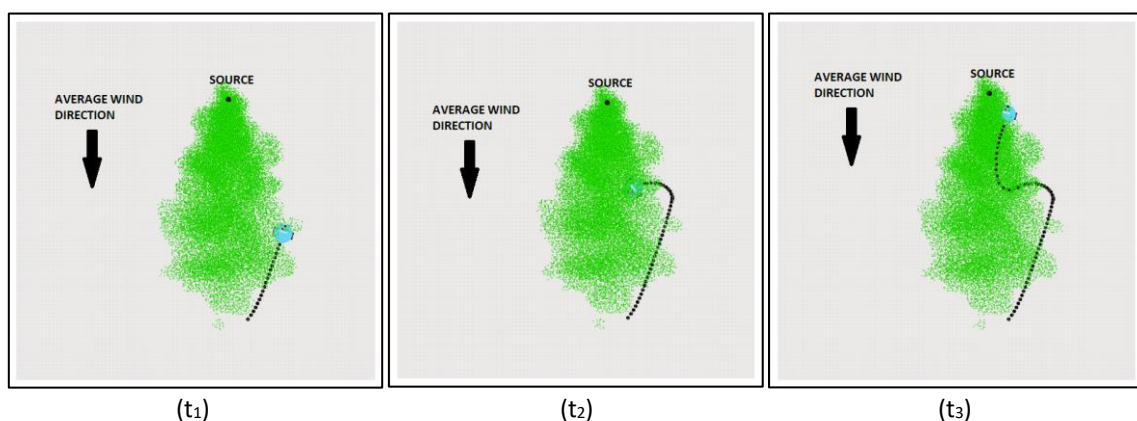 SOURCE
AVERAGE WIND
DIRECTION
SOURCE
AVERAGE WIND
DIRECTION
SOURCE
AVERAGE WIND
DIRECTION
(t₁)
(t₂)
(t₃)